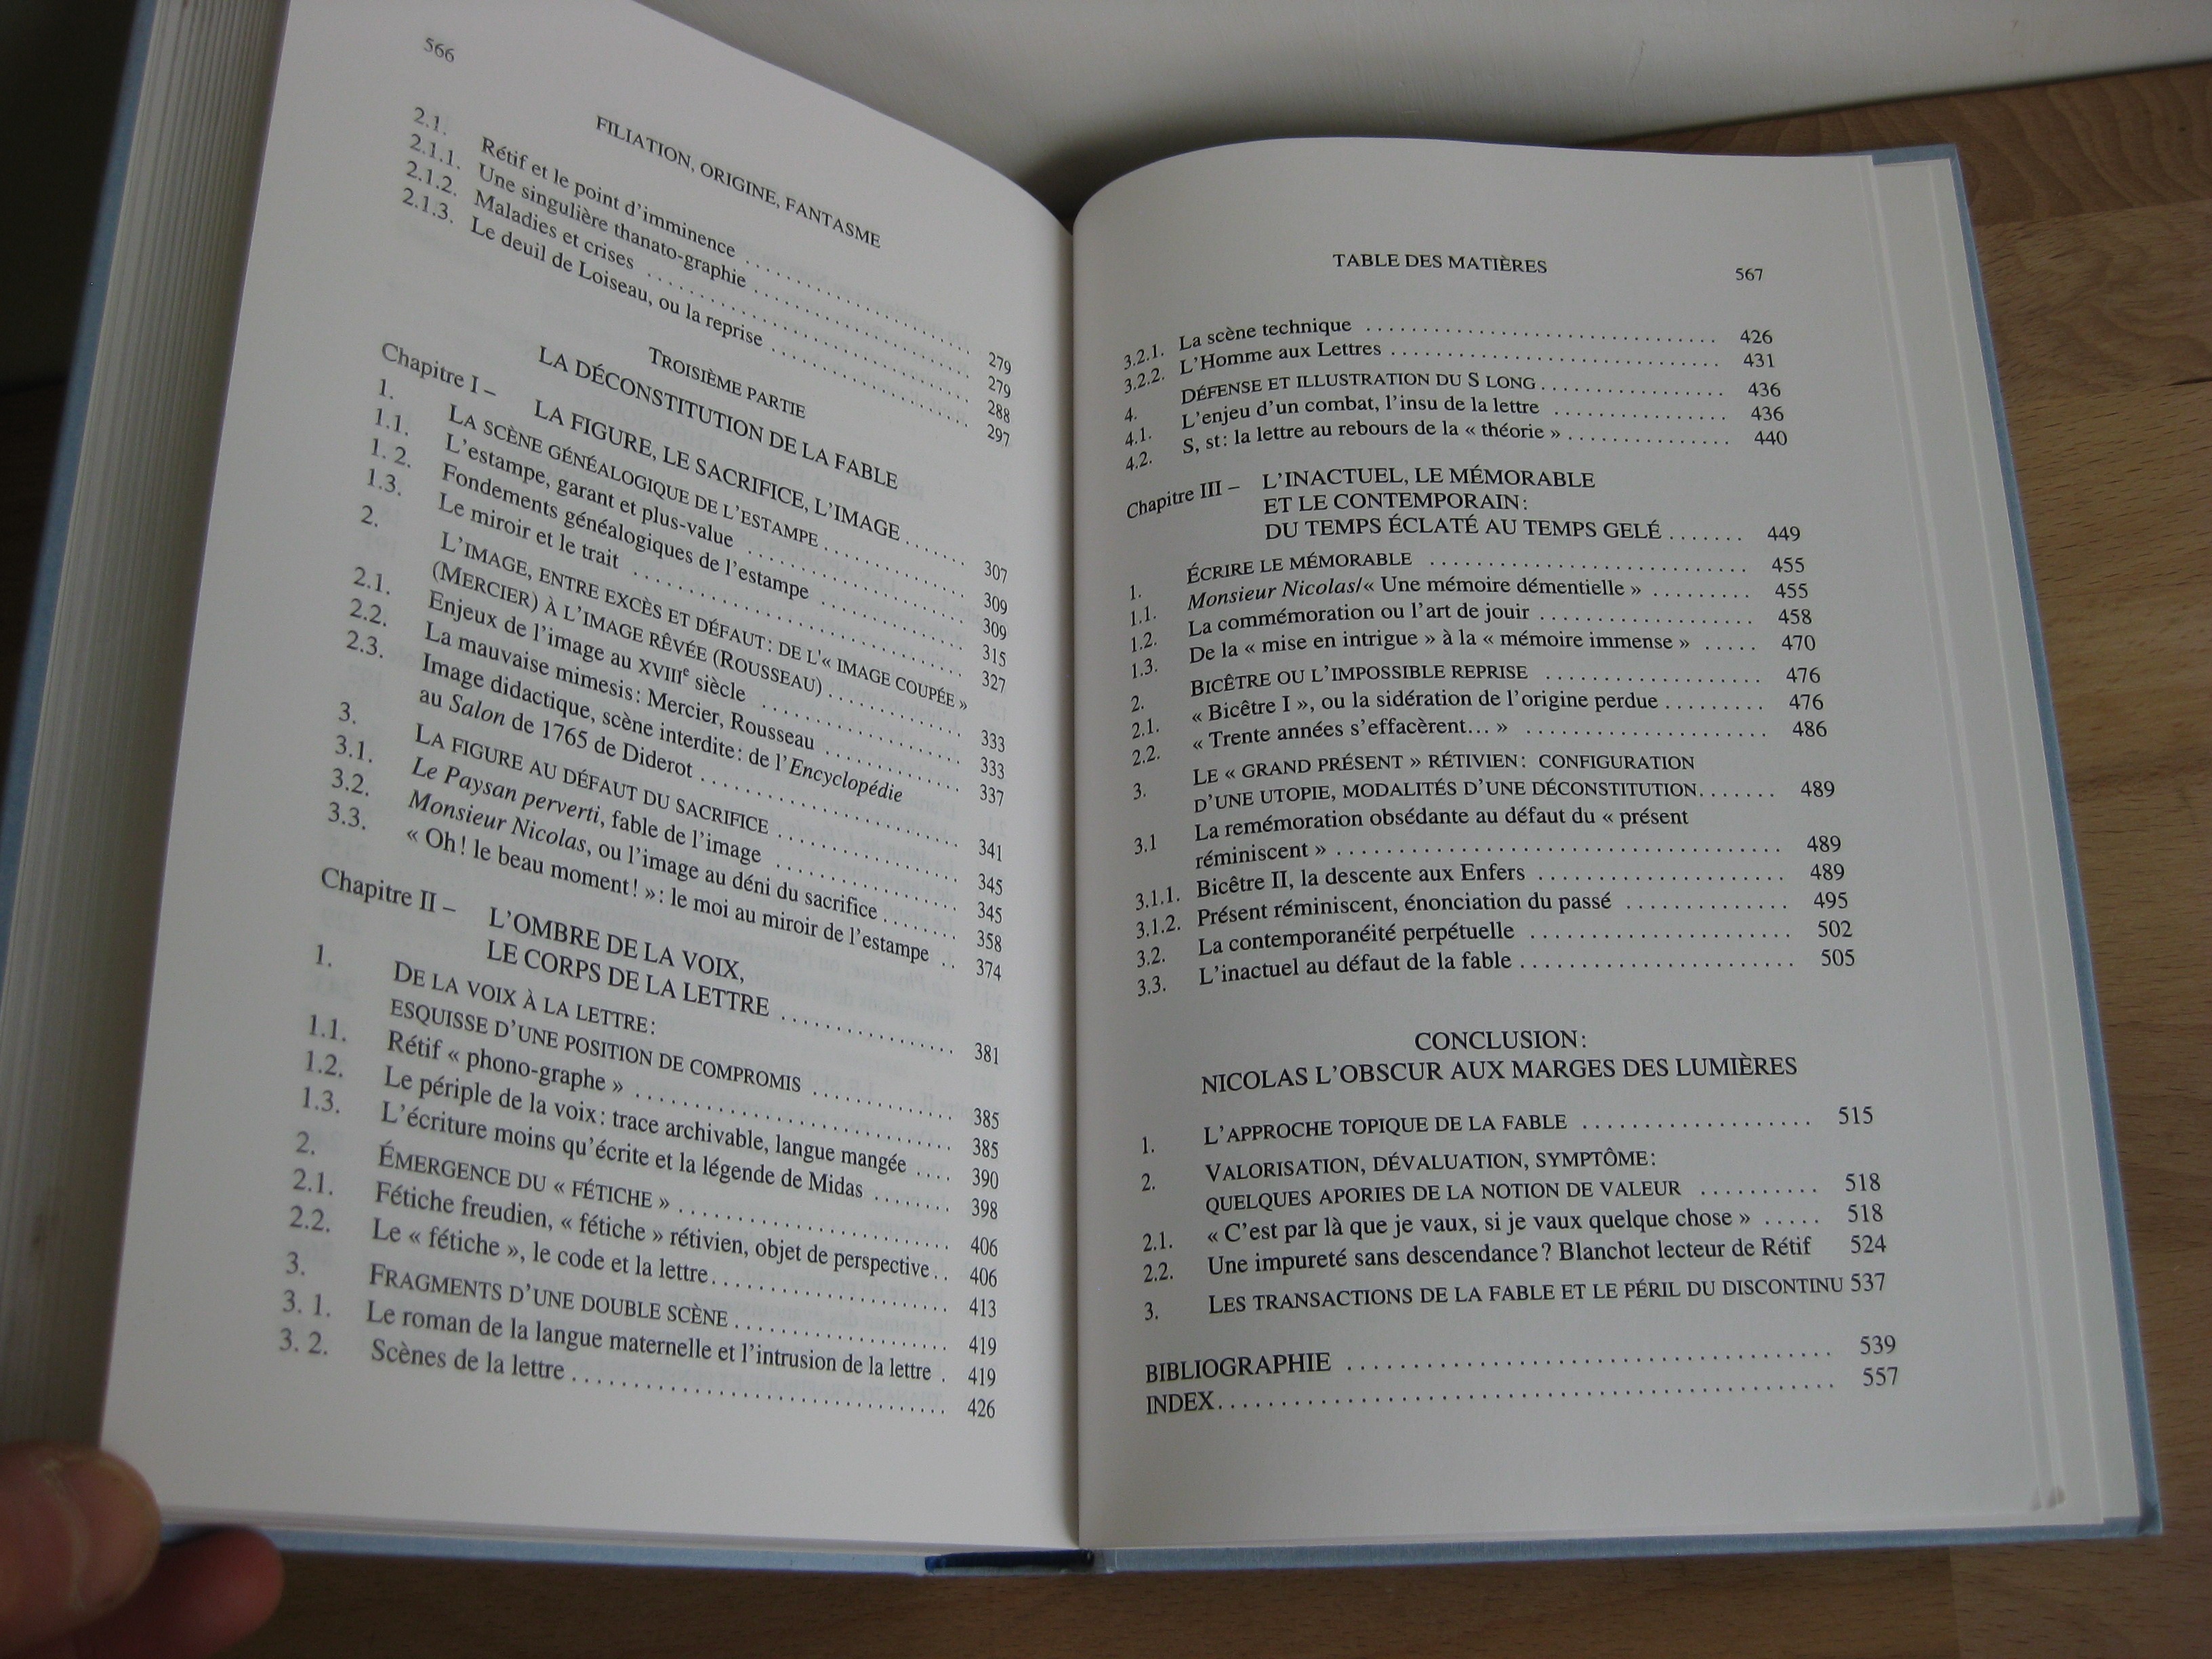 566
FILIATION, ORIGINE, FANTASME
2.1. Rétif et le point d'imminence . . . . . . . . . . 279
2.1.1. Une singulière thanato-graphie . . . . . . . . . . 279
2.1.2. Maladies et crises . . . . . . . . . . 288
2.1.3. Le deuil de Loiseau, ou la reprise . . . . . . . . . . 297
TROISIÈME PARTIE
LA DÉCONSTITUTION DE LA FABLE
Chapitre I – LA FIGURE, LE SACRIFICE, L'IMAGE . . . . . . . 307
1. LA SCÈNE GÉNÉALOGIQUE DE L'ESTAMPE . . . . . . . . . . 309
1.1. L'estampe, garant et plus-value . . . . . . . . . . 309
1. 2. Fondements généalogiques de l'estampe . . . . . . . . . . 315
1.3. Le miroir et le trait . . . . . . . . . . 327
2. L'IMAGE, ENTRE EXCÈS ET DÉFAUT : DE L'« IMAGE COUPÉE »
(MERCIER) À L'IMAGE RÊVÉE (ROUSSEAU) . . . . . . . . . . 333
2.1. Enjeux de l'image au XVIIIe siècle . . . . . . . . . . 333
2.2. La mauvaise mimesis : Mercier, Rousseau . . . . . . . . . . 337
2.3. Image didactique, scène interdite : de l'Encyclopédie
au Salon de 1765 de Diderot . . . . . . . . . . 341
3. LA FIGURE AU DÉFAUT DU SACRIFICE . . . . . . . . . . 345
3.1. Le Paysan perverti, fable de l'image . . . . . . . . . . 345
3.2. Monsieur Nicolas, ou l'image au déni du sacrifice . . . . . . . . 358
3.3. « Oh ! le beau moment ! » : le moi au miroir de l'estampe . . 374
Chapitre II – L'OMBRE DE LA VOIX,
LE CORPS DE LA LETTRE . . . . . . . . . . 381
1. DE LA VOIX À LA LETTRE :
ESQUISSE D'UNE POSITION DE COMPROMIS . . . . . . . . . . 385
1.1. Rétif « phono-graphe » . . . . . . . . . . 385
1.2. Le périple de la voix : trace archivable, langue mangée . . . . 390
1.3. L'écriture moins qu'écrite et la légende de Midas . . . . . . . . 398
2. ÉMERGENCE DU « FÉTICHE » . . . . . . . . . . 406
2.1. Fétiche freudien, « fétiche » rétivien, objet de perspective . . 406
2.2. Le « fétiche », le code et la lettre . . . . . . . . . . 413
3. FRAGMENTS D'UNE DOUBLE SCÈNE . . . . . . . . . . 419
3. 1. Le roman de la langue maternelle et l'intrusion de la lettre . 419
3. 2. Scènes de la lettre . . . . . . . . . . 426
TABLE DES MATIÈRES 567
3.2.1. La scène technique . . . . . . . . . . 426
3.2.2. L'Homme aux Lettres . . . . . . . . . . 431
4. DÉFENSE ET ILLUSTRATION DU S LONG . . . . . . . . . . 436
4.1. L'enjeu d'un combat, l'insu de la lettre . . . . . . . . . . 436
4.2. S, st : la lettre au rebours de la « théorie » . . . . . . . . . . 440
Chapitre III – L'INACTUEL, LE MÉMORABLE
ET LE CONTEMPORAIN :
DU TEMPS ÉCLATÉ AU TEMPS GELÉ . . . . . . . 449
1. ÉCRIRE LE MÉMORABLE . . . . . . . . . . 455
1.1. Monsieur Nicolas/« Une mémoire démentielle » . . . . . . . . . 455
1.2. La commémoration ou l'art de jouir . . . . . . . . . . 458
1.3. De la « mise en intrigue » à la « mémoire immense » . . . . . 470
2. BICÊTRE OU L'IMPOSSIBLE REPRISE . . . . . . . . . . 476
2.1. « Bicêtre I », ou la sidération de l'origine perdue . . . . . . . . . 476
2.2. « Trente années s'effacèrent… » . . . . . . . . . . 486
3. LE « GRAND PRÉSENT » RÉTIVIEN : CONFIGURATION
D'UNE UTOPIE, MODALITÉS D'UNE DÉCONSTITUTION . . . . . . . 489
3.1 La remémoration obsédante au défaut du « présent
réminiscent » . . . . . . . . . . 489
3.1.1. Bicêtre II, la descente aux Enfers . . . . . . . . . . 489
3.1.2. Présent réminiscent, énonciation du passé . . . . . . . . . . 495
3.2. La contemporanéité perpétuelle . . . . . . . . . . 502
3.3. L'inactuel au défaut de la fable . . . . . . . . . . 505
CONCLUSION :
NICOLAS L'OBSCUR AUX MARGES DES LUMIÈRES
1. L'APPROCHE TOPIQUE DE LA FABLE . . . . . . . . . . 515
2. VALORISATION, DÉVALUATION, SYMPTÔME :
QUELQUES APORIES DE LA NOTION DE VALEUR . . . . . . . . . . 518
2.1. « C'est par là que je vaux, si je vaux quelque chose » . . . . . 518
2.2. Une impureté sans descendance ? Blanchot lecteur de Rétif 524
3. LES TRANSACTIONS DE LA FABLE ET LE PÉRIL DU DISCONTINU 537
BIBLIOGRAPHIE . . . . . . . . . . 539
INDEX . . . . . . . . . . 557